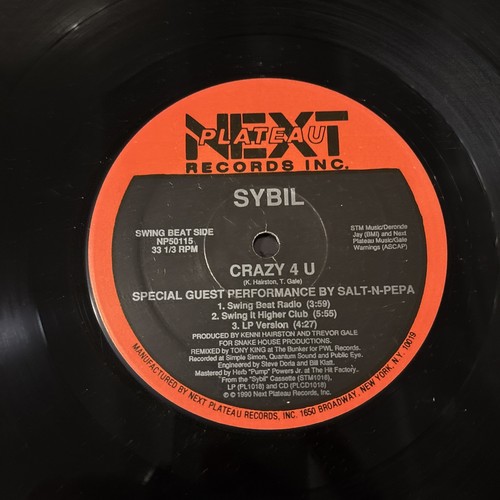 NEXT
PLATEAU
RECORDS INC.
SYBIL
SWING BEAT SIDE
NP50115
33 1/3 RPM
STM Music/Deronde
Jay (BMI) and Next
Plateau Music/Gale
Warnings (ASCAP)
CRAZY 4 U
(K. Hairston, T. Gale)
SPECIAL GUEST PERFORMANCE BY SALT-N-PEPA
1. Swing Beat Radio (3:59)
2. Swing it Higher Club (5:55)
3. LP Version (4:27)
PRODUCED BY KENNI HAIRSTON AND TREVOR GALE
FOR SNAKE HOUSE PRODUCTIONS.
REMIXED BY TONY KING at The Bunker for PWL Records.
Recorded at Simple Simon, Quantum Sound and Public Eye.
Engineered by Steve Doria and Bill Klatt.
Mastered by Herb "Pump" Powers Jr. at The Hit Factory.
From the "Sybil" Cassette (STM1018),
LP (PL1018) and CD (PLCD1018)
℗ © 1990 Next Plateau Records, Inc.
MANUFACTURED BY NEXT PLATEAU RECORDS, INC. 1650 BROADWAY, NEW YORK, N.Y. 10019